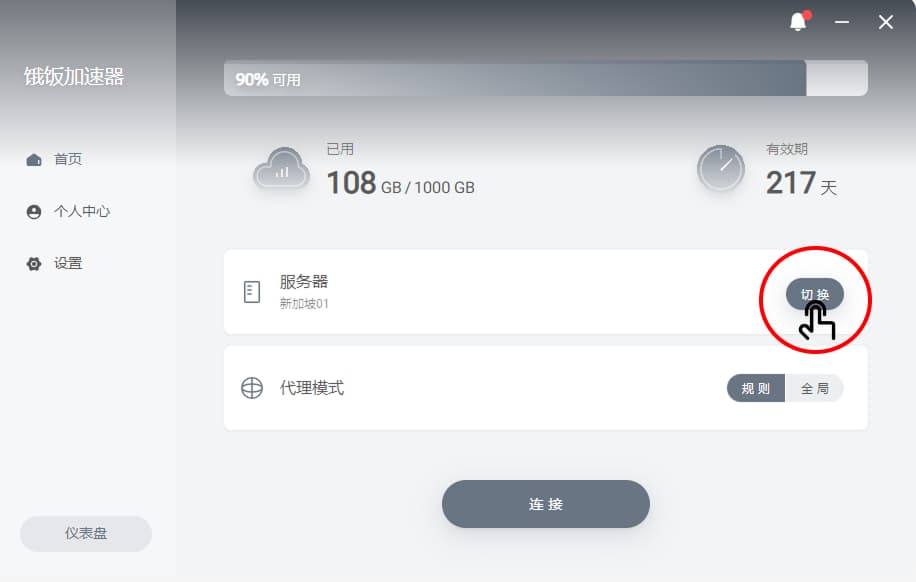 饿饭加速器
90% 可用
首页
个人中心
设置
已用
108 GB / 1000 GB
有效期
217 天
服务器
新加坡01
切换
代理模式
规则 全局
连接
仪表盘